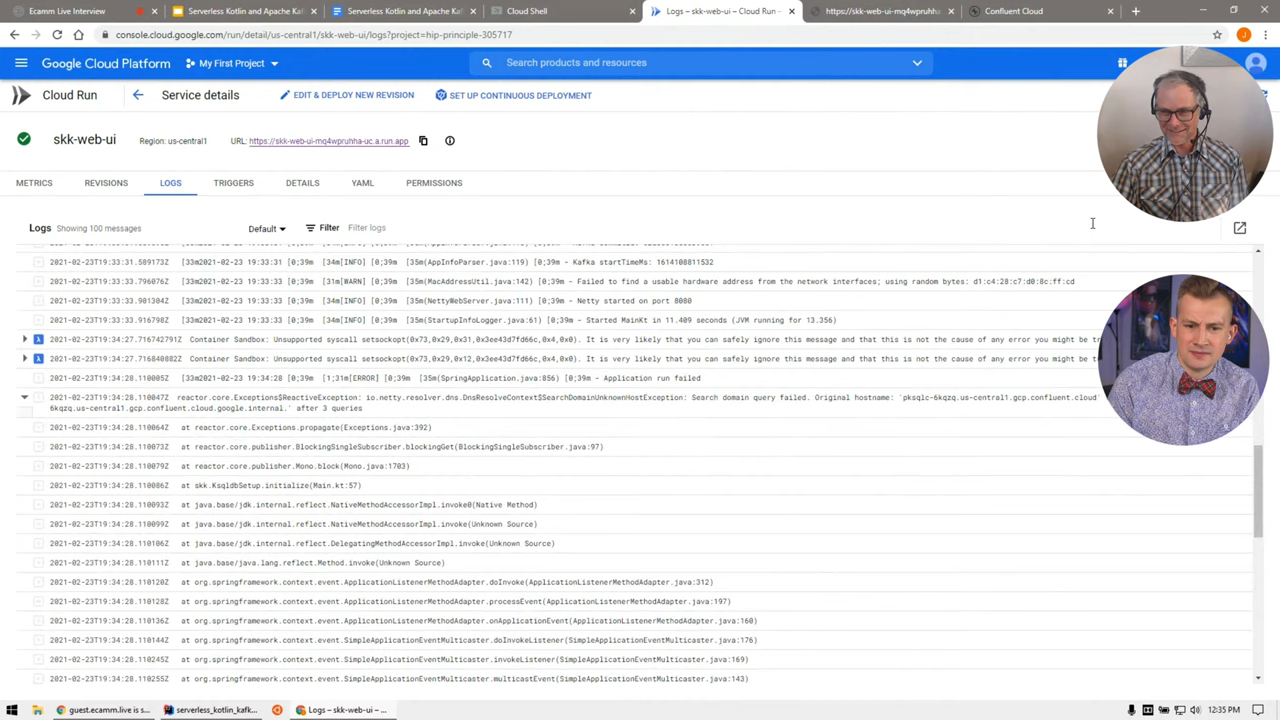 Ecamm Live Interview
Serverless Kotlin and Apache Kaf
Serverless Kotlin and Apache Kaf
Cloud Shell
Logs – skk-web-ui – Cloud Run –
https://skk-web-ui-mq4wpruhha
Confluent Cloud
console.cloud.google.com/run/detail/us-central1/skk-web-ui/logs?project=hip-principle-305717
J
Google Cloud Platform
My First Project
Search products and resources
Cloud Run
Service details
EDIT & DEPLOY NEW REVISION
SET UP CONTINUOUS DEPLOYMENT
skk-web-ui
Region: us-central1
URL: https://skk-web-ui-mq4wpruhha-uc.a.run.app
METRICS
REVISIONS
LOGS
TRIGGERS
DETAILS
YAML
PERMISSIONS
Logs
Showing 100 messages
Default
Filter
Filter logs
2021-02-23T19:33:31.589173Z [33m2021-02-23 19:33:31 [0;39m [34m[INFO] [0;39m [35m(AppInfoParser.java:119) [0;39m - Kafka startTimeMs: 1614108811532
2021-02-23T19:33:33.796076Z [33m2021-02-23 19:33:33 [0;39m [31m[WARN] [0;39m [35m(MacAddressUtil.java:142) - Failed to find a usable hardware address from the network interfaces; using random bytes: d1:c4:28:c7:d0:8c:ff:cd
2021-02-23T19:33:33.901304Z [33m2021-02-23 19:33:33 [0;39m [34m[INFO] [0;39m [35m(NettyWebServer.java:111) [0;39m - Netty started on port 8080
2021-02-23T19:33:33.916798Z [33m2021-02-23 19:33:33 [0;39m [34m[INFO] [0;39m [35m(StartupInfoLogger.java:61) [0;39m - Started MainKt in 11.409 seconds (JVM running for 13.356)
2021-02-23T19:34:27.716742791Z Container Sandbox: Unsupported syscall setsockopt(0x73,0x29,0x31,0x3ee43d7fd66c,0x4,0x0). It is very likely that you can safely ignore this message and that this is not the cause of any error you might be
2021-02-23T19:34:27.716840882Z Container Sandbox: Unsupported syscall setsockopt(0x73,0x29,0x12,0x3ee43d7fd66c,0x4,0x0). It is very likely that you can safely ignore this message and that this is not the cause of any error you might be
2021-02-23T19:34:28.110005Z [33m2021-02-23 19:34:28 [0;39m [1;31m[ERROR] [0;39m [35m(SpringApplication.java:856) [0;39m - Application run failed
2021-02-23T19:34:28.110047Z reactor.core.Exceptions$ReactiveException: io.netty.resolver.dns.DnsResolveContext$SearchDomainUnknownHostException: Search domain query failed. Original hostname: 'pksqlc-6kqzq.us-central1.gcp.confluent.cloud'
6kqzq.us-central1.gcp.confluent.cloud.google.internal.' after 3 queries
2021-02-23T19:34:28.110064Z at reactor.core.Exceptions.propagate(Exceptions.java:392)
2021-02-23T19:34:28.110073Z at reactor.core.publisher.BlockingSingleSubscriber.blockingGet(BlockingSingleSubscriber.java:97)
2021-02-23T19:34:28.110079Z at reactor.core.publisher.Mono.block(Mono.java:1703)
2021-02-23T19:34:28.110086Z at skk.KsqldbSetup.initialize(Main.kt:57)
2021-02-23T19:34:28.110093Z at java.base/jdk.internal.reflect.NativeMethodAccessorImpl.invoke0(Native Method)
2021-02-23T19:34:28.110099Z at java.base/jdk.internal.reflect.NativeMethodAccessorImpl.invoke(Unknown Source)
2021-02-23T19:34:28.110106Z at java.base/jdk.internal.reflect.DelegatingMethodAccessorImpl.invoke(Unknown Source)
2021-02-23T19:34:28.110111Z at java.base/java.lang.reflect.Method.invoke(Unknown Source)
2021-02-23T19:34:28.110120Z at org.springframework.context.event.ApplicationListenerMethodAdapter.doInvoke(ApplicationListenerMethodAdapter.java:312)
2021-02-23T19:34:28.110128Z at org.springframework.context.event.ApplicationListenerMethodAdapter.processEvent(ApplicationListenerMethodAdapter.java:197)
2021-02-23T19:34:28.110136Z at org.springframework.context.event.ApplicationListenerMethodAdapter.onApplicationEvent(ApplicationListenerMethodAdapter.java:160)
2021-02-23T19:34:28.110144Z at org.springframework.context.event.SimpleApplicationEventMulticaster.doInvokeListener(SimpleApplicationEventMulticaster.java:176)
2021-02-23T19:34:28.110245Z at org.springframework.context.event.SimpleApplicationEventMulticaster.invokeListener(SimpleApplicationEventMulticaster.java:169)
2021-02-23T19:34:28.110255Z at org.springframework.context.event.SimpleApplicationEventMulticaster.multicastEvent(SimpleApplicationEventMulticaster.java:143)
guest.ecamm.live is s...
serverless_kotlin_kafk...
Logs – skk-web-ui – ...
12:35 PM